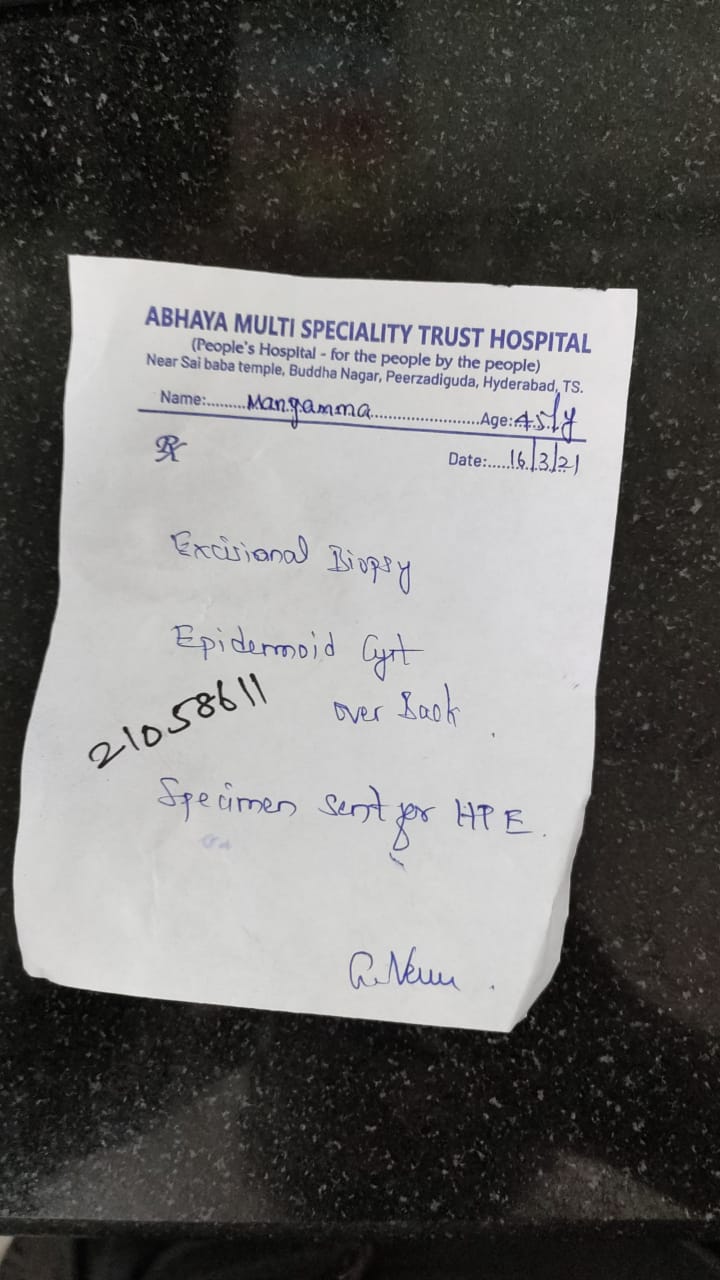 ABHAYA MULTI SPECIALITY TRUST HOSPITAL
(People's Hospital - for the people by the people)
Near Sai baba temple, Buddha Nagar, Peerzadiguda, Hyderabad, TS.
Name:.........Mangamma........................Age:45/y
Rx
Date:.....16/3/21
Excisional Biopsy
Epidermoid Cyst
over Back.
21058611
Specimen sent for HPE.